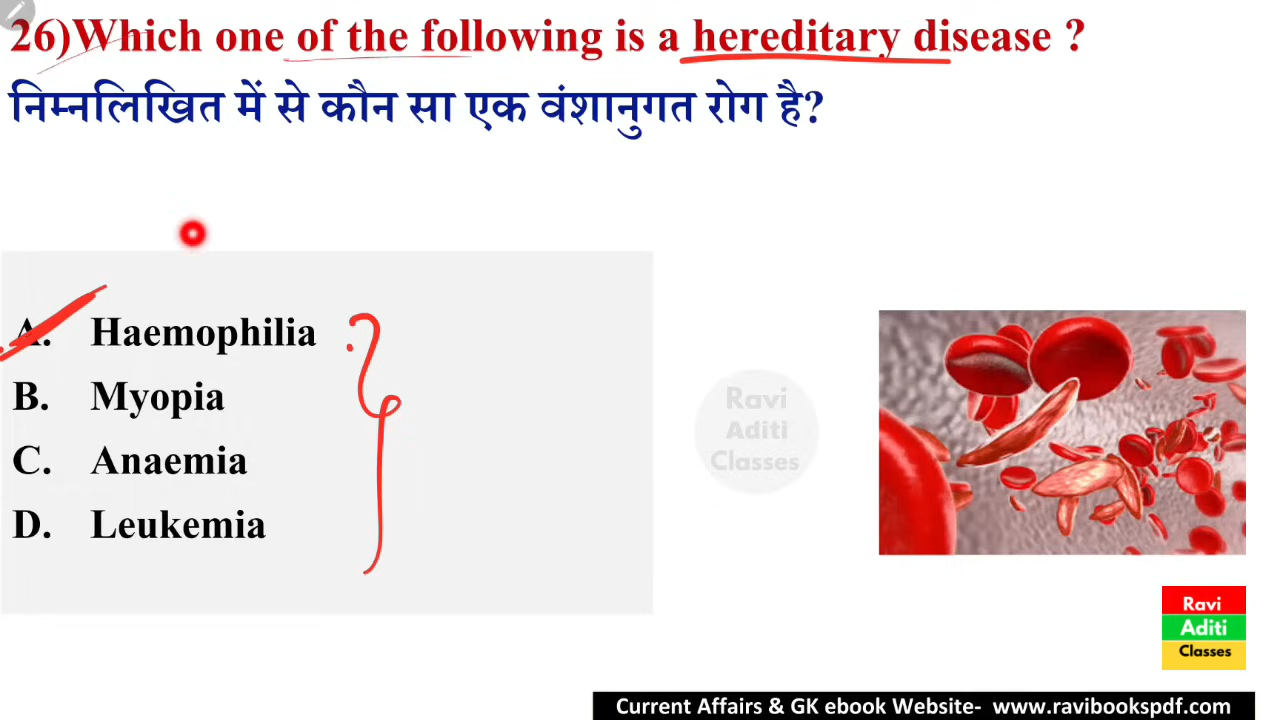 26)Which one of the following is a hereditary disease ?
निम्नलिखित में से कौन सा एक वंशानुगत रोग है?
A. Haemophilia
B. Myopia
C. Anaemia
D. Leukemia
Ravi
Aditi
Classes
Ravi
Aditi
Classes
Current Affairs & GK ebook Website- www.ravibookspdf.com